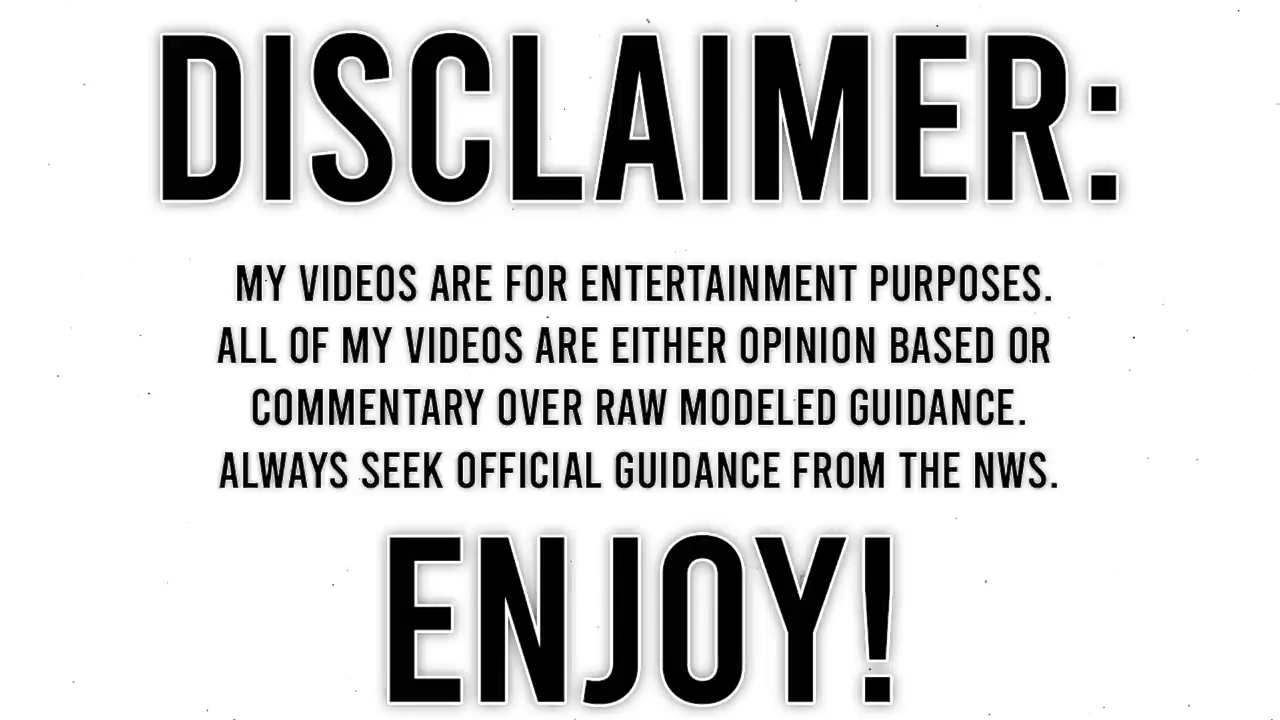 DISCLAIMER:
MY VIDEOS ARE FOR ENTERTAINMENT PURPOSES.
ALL OF MY VIDEOS ARE EITHER OPINION BASED OR
COMMENTARY OVER RAW MODELED GUIDANCE.
ALWAYS SEEK OFFICIAL GUIDANCE FROM THE NWS.
ENJOY!